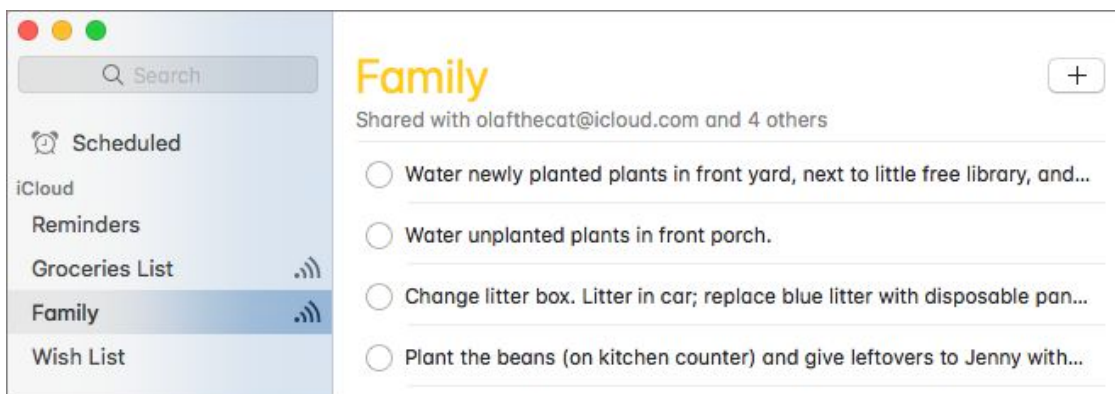 Search
Scheduled
iCloud
Reminders
Groceries List
Family
Wish List
Family
Shared with olafthecat@icloud.com and 4 others
Water newly planted plants in front yard, next to little free library, and...
Water unplanted plants in front porch.
Change litter box. Litter in car; replace blue litter with disposable pan...
Plant the beans (on kitchen counter) and give leftovers to Jenny with...